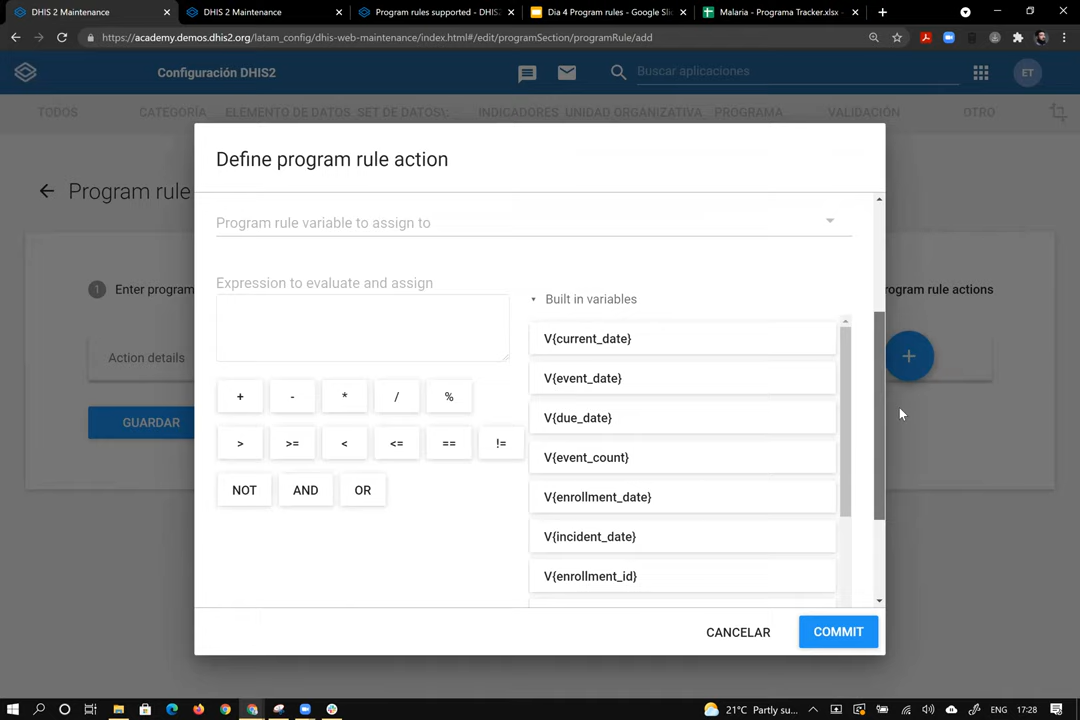 DHIS 2 Maintenance
DHIS 2 Maintenance
Program rules supported - DHIS
Dia 4 Program rules - Google Sli
Malaria - Programa Tracker.xlsx -
https://academy.demos.dhis2.org/latam_config/dhis-web-maintenance/index.html#/edit/programSection/programRule/add
Configuración DHIS2
Buscar aplicaciones
ET
TODOS CATEGORÍA ELEMENTO DE DATOS SET DE DATOS INDICADORES UNIDAD ORGANIZATIVA PROGRAMA VALIDACIÓN OTRO
Define program rule action
Program rule
Program rule variable to assign to
1 Enter program
rogram rule actions
Expression to evaluate and assign
Built in variables
V{current_date}
V{event_date}
V{due_date}
V{event_count}
V{enrollment_date}
V{incident_date}
V{enrollment_id}
Action details
+
+ - * / %
> >= < <= == !=
NOT AND OR
GUARDAR
CANCELAR COMMIT
21°C Partly su...
ENG 17:28